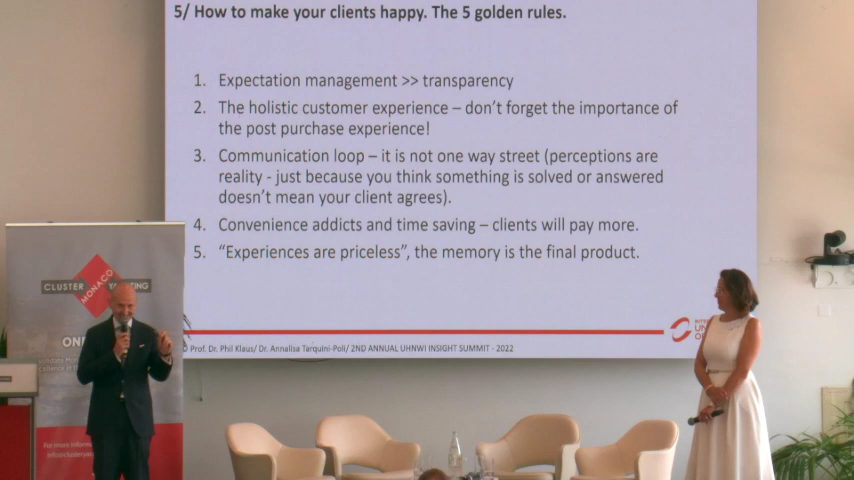 5/ How to make your clients happy. The 5 golden rules.
1. Expectation management >> transparency
2. The holistic customer experience – don't forget the importance of
the post purchase experience!
3. Communication loop – it is not one way street (perceptions are
reality - just because you think something is solved or answered
doesn't mean your client agrees).
4. Convenience addicts and time saving – clients will pay more.
5. "Experiences are priceless", the memory is the final product.
Prof. Dr. Phil Klaus/ Dr. Annalisa Tarquini-Poli/ 2ND ANNUAL UHNWI INSIGHT SUMMIT - 2022
CLUSTER
MONACO
For more